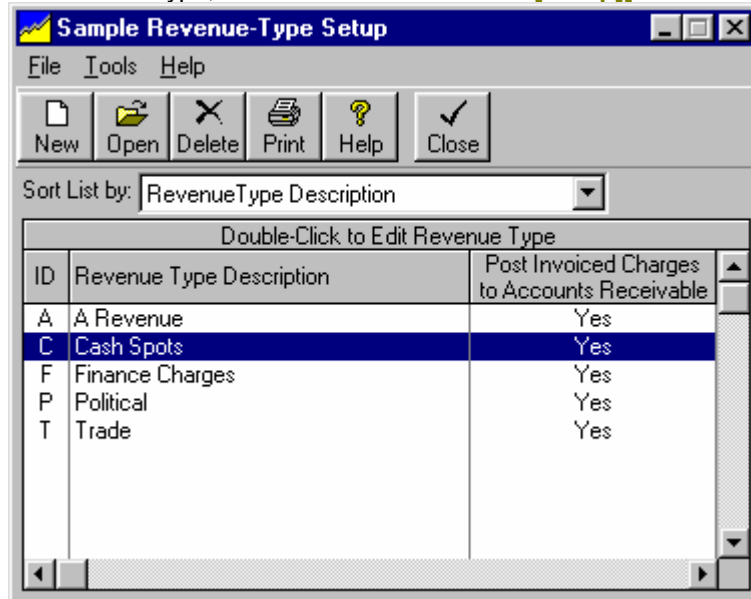 Sample Revenue-Type Setup
File Tools Help
New Open Delete Print Help Close
Sort List by: RevenueType Description
Double-Click to Edit Revenue Type
ID Revenue Type Description Post Invoiced Charges to Accounts Receivable
A A Revenue Yes
C Cash Spots Yes
F Finance Charges Yes
P Political Yes
T Trade Yes